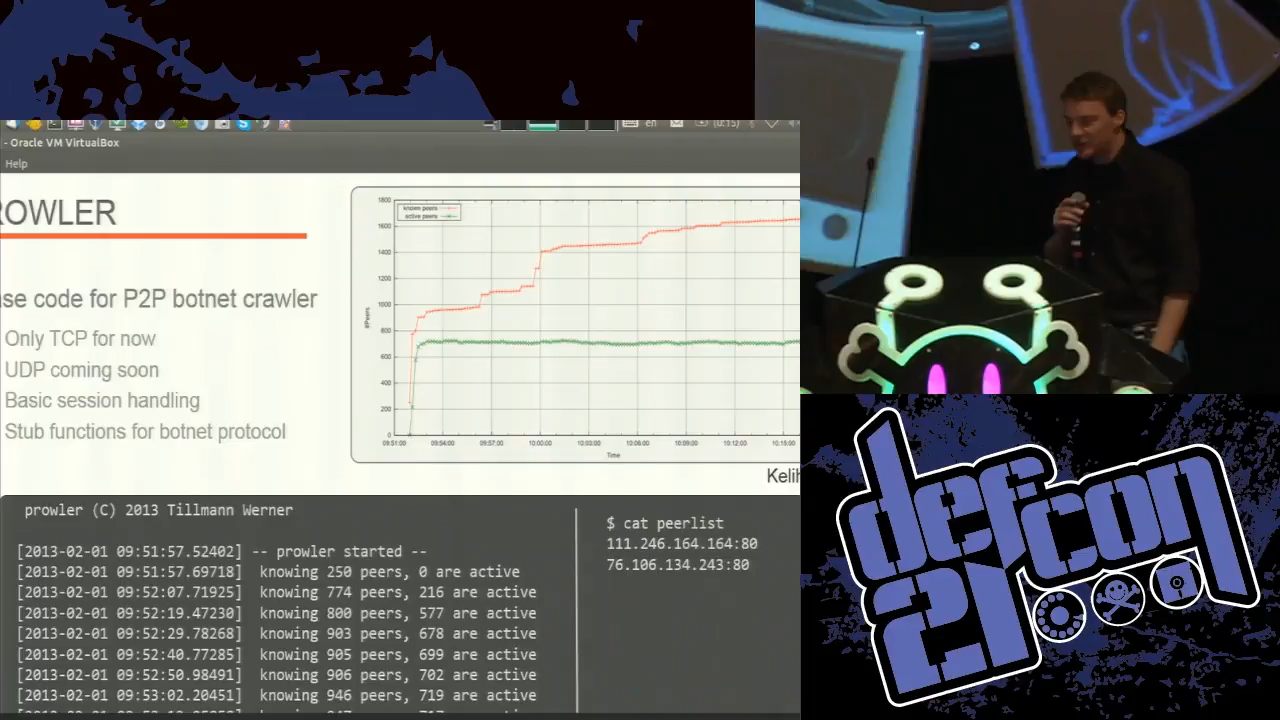 en
(0:15)
- Oracle VM VirtualBox
Help
ROWLER
se code for P2P botnet crawler
Only TCP for now
UDP coming soon
Basic session handling
Stub functions for botnet protocol
known peers
active peers
1800
1600
1400
1200
1000
800
600
400
200
0
#Peers
09:51:00
09:54:00
09:57:00
10:00:00
10:03:00
10:06:00
10:09:00
10:12:00
10:15:00
Time
Kelih
prowler (C) 2013 Tillmann Werner
[2013-02-01 09:51:57.52402] -- prowler started --
[2013-02-01 09:51:57.69718] knowing 250 peers, 0 are active
[2013-02-01 09:52:07.71925] knowing 774 peers, 216 are active
[2013-02-01 09:52:19.47230] knowing 800 peers, 577 are active
[2013-02-01 09:52:29.78268] knowing 903 peers, 678 are active
[2013-02-01 09:52:40.77285] knowing 905 peers, 699 are active
[2013-02-01 09:52:50.98491] knowing 906 peers, 702 are active
[2013-02-01 09:53:02.20451] knowing 946 peers, 719 are active
$ cat peerlist
111.246.164.164:80
76.106.134.243:80
defcon
21